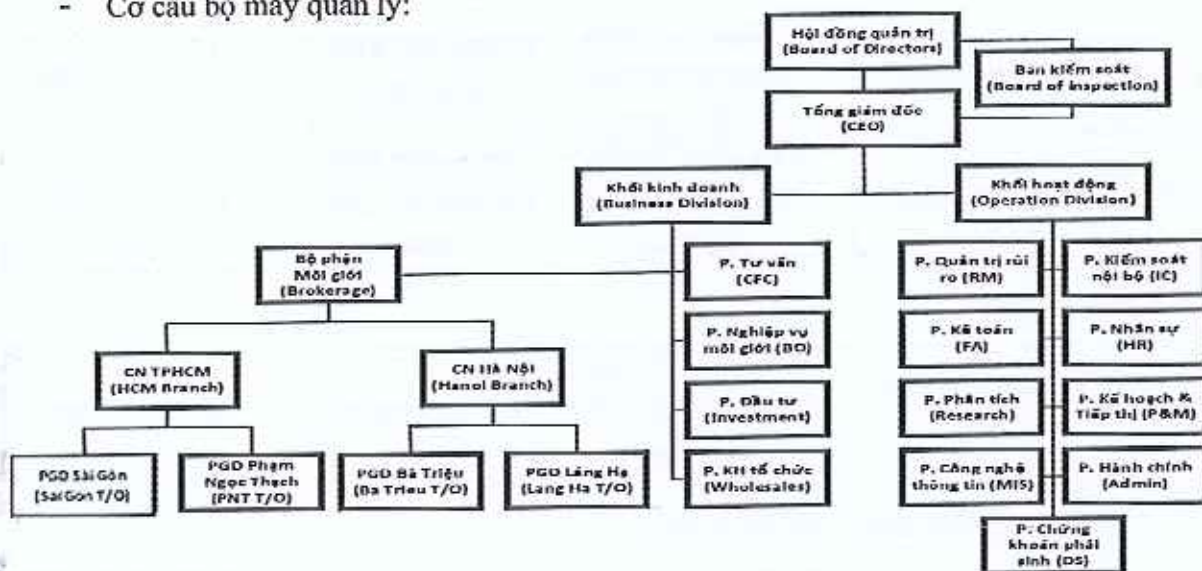 - Cơ cấu bộ máy quản lý:
Hội đồng quản trị
(Board of Directors)
Ban kiểm soát
(Board of inspection)
Tổng giám đốc
(CEO)
Khối kinh doanh
(Business Division)
Khối hoạt động
(Operation Division)
Bộ phận
Môi giới
(Brokerage)
P. Tư vấn
(CFC)
P. Quản trị rủi
ro (RM)
P. Kiểm soát
nội bộ (IC)
P. Nghiệp vụ
môi giới (BO)
P. Kế toán
(FA)
P. Nhân sự
(HR)
CN TPHCM
(HCM Branch)
CN Hà Nội
(Hanoi Branch)
P. Đầu tư
(Investment)
P. Phân tích
(Research)
P. Kế hoạch &
Tiếp thị (P&M)
PGD Sài Gòn
(Sai Gon T/O)
PGD Phạm
Ngọc Thạch
(PNT T/O)
PGD Bà Triệu
(Ba Trieu T/O)
PGD Láng Hạ
(Lang Ha T/O)
P. KH tổ chức
(Wholesales)
P. Công nghệ
thông tin (MIS)
P. Hành chính
(Admin)
P. Chứng
khoán phái
sinh (DS)